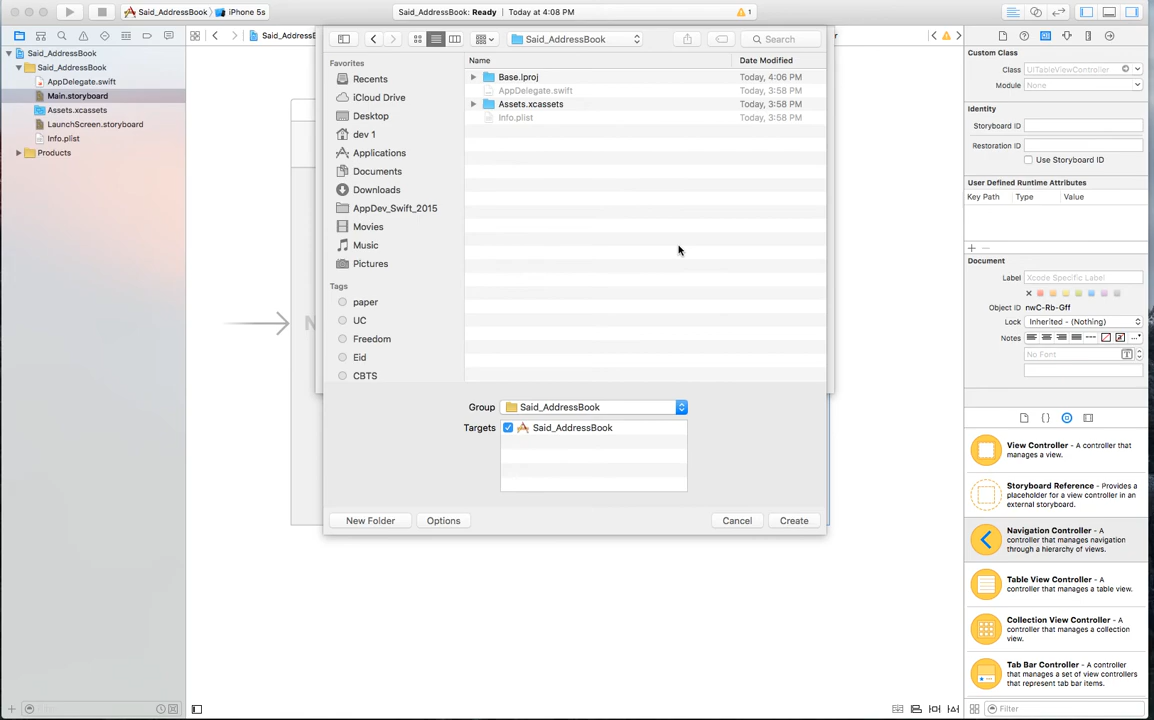 Said_AddressBook iPhone 5s
Said_AddressBook: Ready Today at 4:08 PM 1
Said_AddressBook
Said_AddressBook
AppDelegate.swift
Main.storyboard
Assets.xcassets
LaunchScreen.storyboard
Info.plist
Products
Said_AddressBook
Search
Favorites
Recents
iCloud Drive
Desktop
dev 1
Applications
Documents
Downloads
AppDev_Swift_2015
Movies
Music
Pictures
Tags
paper
UC
Freedom
Eid
CBTS
Name Date Modified
Base.lproj Today, 4:06 PM
AppDelegate.swift Today, 3:58 PM
Assets.xcassets Today, 3:58 PM
Info.plist Today, 3:58 PM
Group Said_AddressBook
Targets Said_AddressBook
New Folder Options Cancel Create
Custom Class
Class UITableViewController
Module None
Identity
Storyboard ID
Restoration ID
Use Storyboard ID
User Defined Runtime Attributes
Key Path Type Value
Document
Label Xcode Specific Label
Object ID nwC-Rb-Gff
Lock Inherited - (Nothing)
Notes
No Font
View Controller - A controller that
manages a view.
Storyboard Reference - Provides a
placeholder for a view controller in an
external storyboard.
Navigation Controller - A
controller that manages navigation
through a hierarchy of views.
Table View Controller - A
controller that manages a table view.
Collection View Controller - A
controller that manages a collection
view.
Tab Bar Controller - A controller
that manages a set of view controllers
that represent tab bar items.
Filter